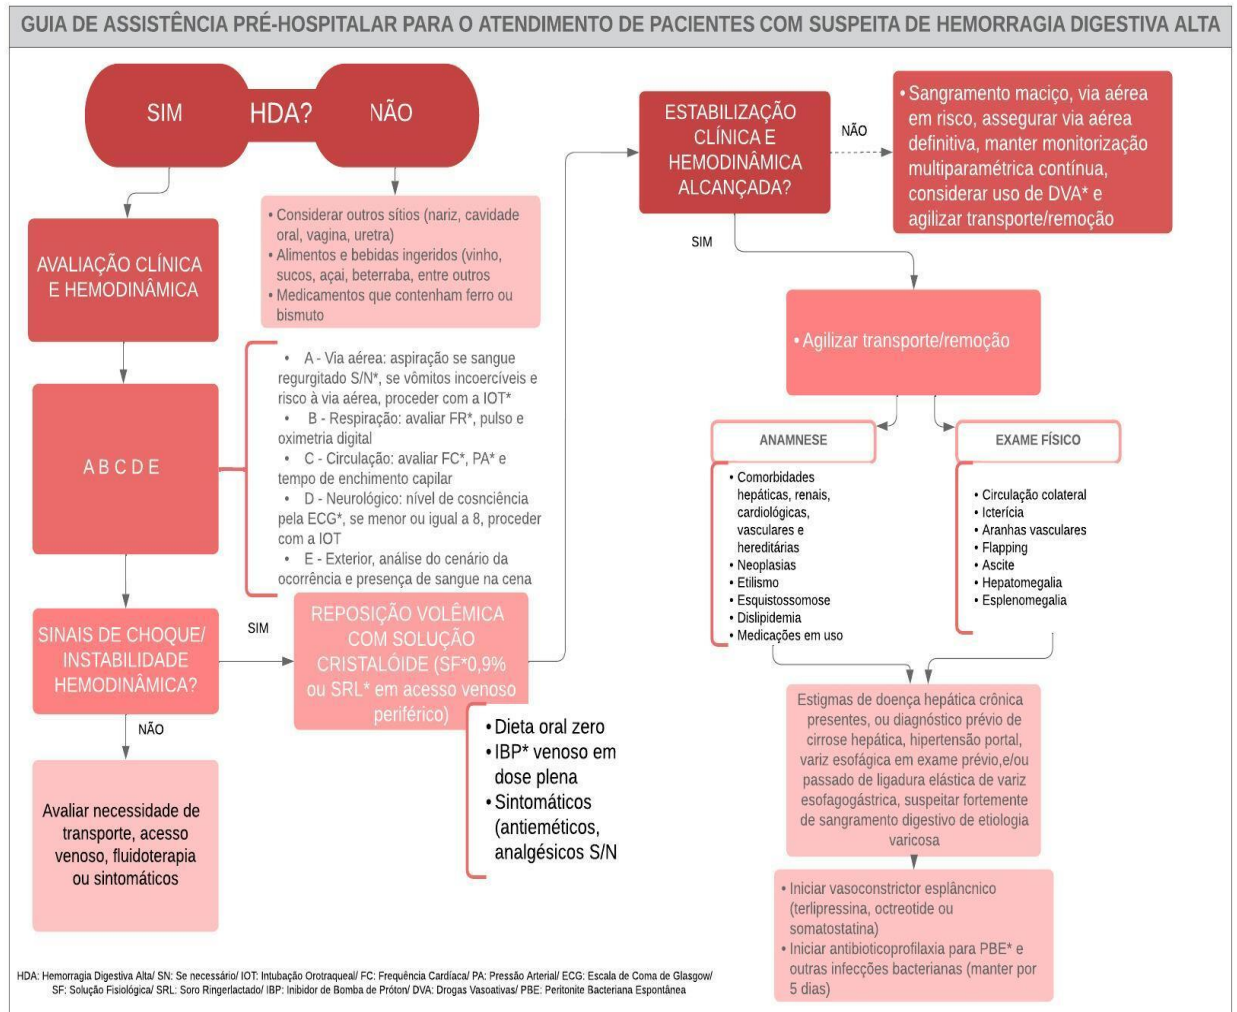 GUIA DE ASSISTÊNCIA PRÉ-HOSPITALAR PARA O ATENDIMENTO DE PACIENTES COM SUSPEITA DE HEMORRAGIA DIGESTIVA ALTA
SIM
HDA?
NÃO
AVALIAÇÃO CLÍNICA
E HEMODINÂMICA
• Considerar outros sítios (nariz, cavidade
oral, vagina, uretra)
• Alimentos e bebidas ingeridos (vinho,
sucos, açai, beterraba, entre outros
• Medicamentos que contenham ferro ou
bismuto
A B C D E
• A - Via aérea: aspiração se sangue
regurgitado S/N*, se vômitos incoercíveis e
risco à via aérea, proceder com a IOT*
• B - Respiração: avaliar FR*, pulso e
oximetria digital
• C - Circulação: avaliar FC*, PA* e
tempo de enchimento capilar
• D - Neurológico: nível de cosnciência
pela ECG*, se menor ou igual a 8, proceder
com a IOT
• E - Exterior, análise do cenário da
ocorrência e presença de sangue na cena
SINAIS DE CHOQUE/
INSTABILIDADE
HEMODINÂMICA?
SIM
NÃO
Avaliar necessidade de
transporte, acesso
venoso, fluidoterapia
ou sintomáticos
REPOSIÇÃO VOLÊMICA
COM SOLUÇÃO
CRISTALÓIDE (SF*0,9%
ou SRL* em acesso venoso
periférico)
• Dieta oral zero
• IBP* venoso em
dose plena
• Sintomáticos
(antieméticos,
analgésicos S/N
ESTABILIZAÇÃO
CLÍNICA E
HEMODINÂMICA
ALCANÇADA?
NÃO
• Sangramento maciço, via aérea
em risco, assegurar via aérea
definitiva, manter monitorização
multiparamétrica contínua,
considerar uso de DVA* e
agilizar transporte/remoção
SIM
• Agilizar transporte/remoção
ANAMNESE
• Comorbidades
hepáticas, renais,
cardiológicas,
vasculares e
hereditárias
• Neoplasias
• Etilismo
• Esquistossomose
• Dislipidemia
• Medicações em uso
EXAME FÍSICO
• Circulação colateral
• Icterícia
• Aranhas vasculares
• Flapping
• Ascite
• Hepatomegalia
• Esplenomegalia
Estigmas de doença hepática crônica
presentes, ou diagnóstico prévio de
cirrose hepática, hipertensão portal,
variz esofágica em exame prévio,e/ou
passado de ligadura elástica de variz
esofagogástrica, suspeitar fortemente
de sangramento digestivo de etiologia
varicosa
• Iniciar vasoconstrictor esplâncnico
(terlipressina, octreotide ou
somatostatina)
• Iniciar antibioticoprofilaxia para PBE* e
outras infecções bacterianas (manter por
5 dias)
HDA: Hemorragia Digestiva Alta/ SN: Se necessário/ IOT: Intubação Orotraqueal/ FC: Frequência Cardíaca/ PA: Pressão Arterial/ ECG: Escala de Coma de Glasgow/
SF: Solução Fisiológica/ SRL: Soro Ringerlactado/ IBP: Inibidor de Bomba de Próton/ DVA: Drogas Vasoativas/ PBE: Peritonite Bacteriana Espontânea